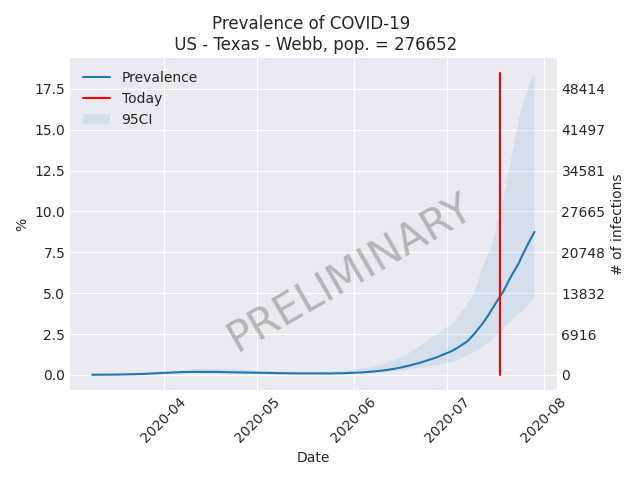 Prevalence of COVID-19
US - Texas - Webb, pop. = 276652
Prevalence
Today
95CI
17.5
15.0
12.5
10.0
7.5
5.0
2.5
0.0
%
48414
41497
34581
27665
20748
13832
6916
0
# of infections
PRELIMINARY
2020-04
2020-05
2020-06
2020-07
2020-08
Date